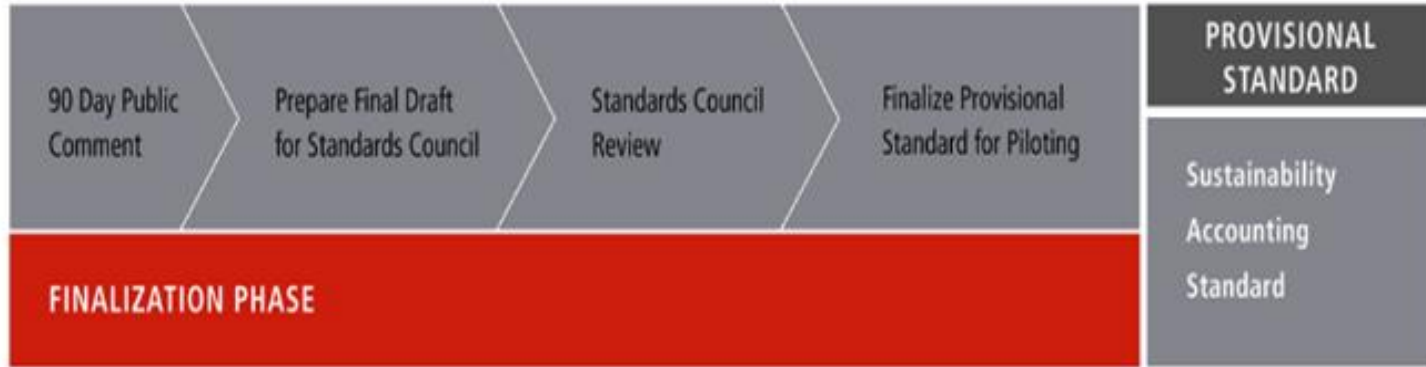 90 Day Public
Comment
Prepare Final Draft
for Standards Council
Standards Council
Review
Finalize Provisional
Standard for Piloting
FINALIZATION PHASE
PROVISIONAL
STANDARD
Sustainability
Accounting
Standard